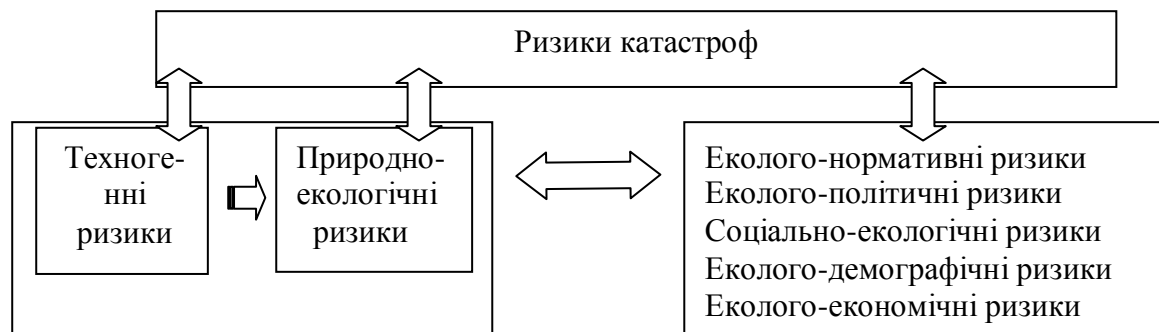 Ризики катастроф
Техноге-
нні
ризики
Природно-
екологічні
ризики
Еколого-нормативні ризики
Еколого-політичні ризики
Соціально-екологічні ризики
Еколого-демографічні ризики
Еколого-економічні ризики